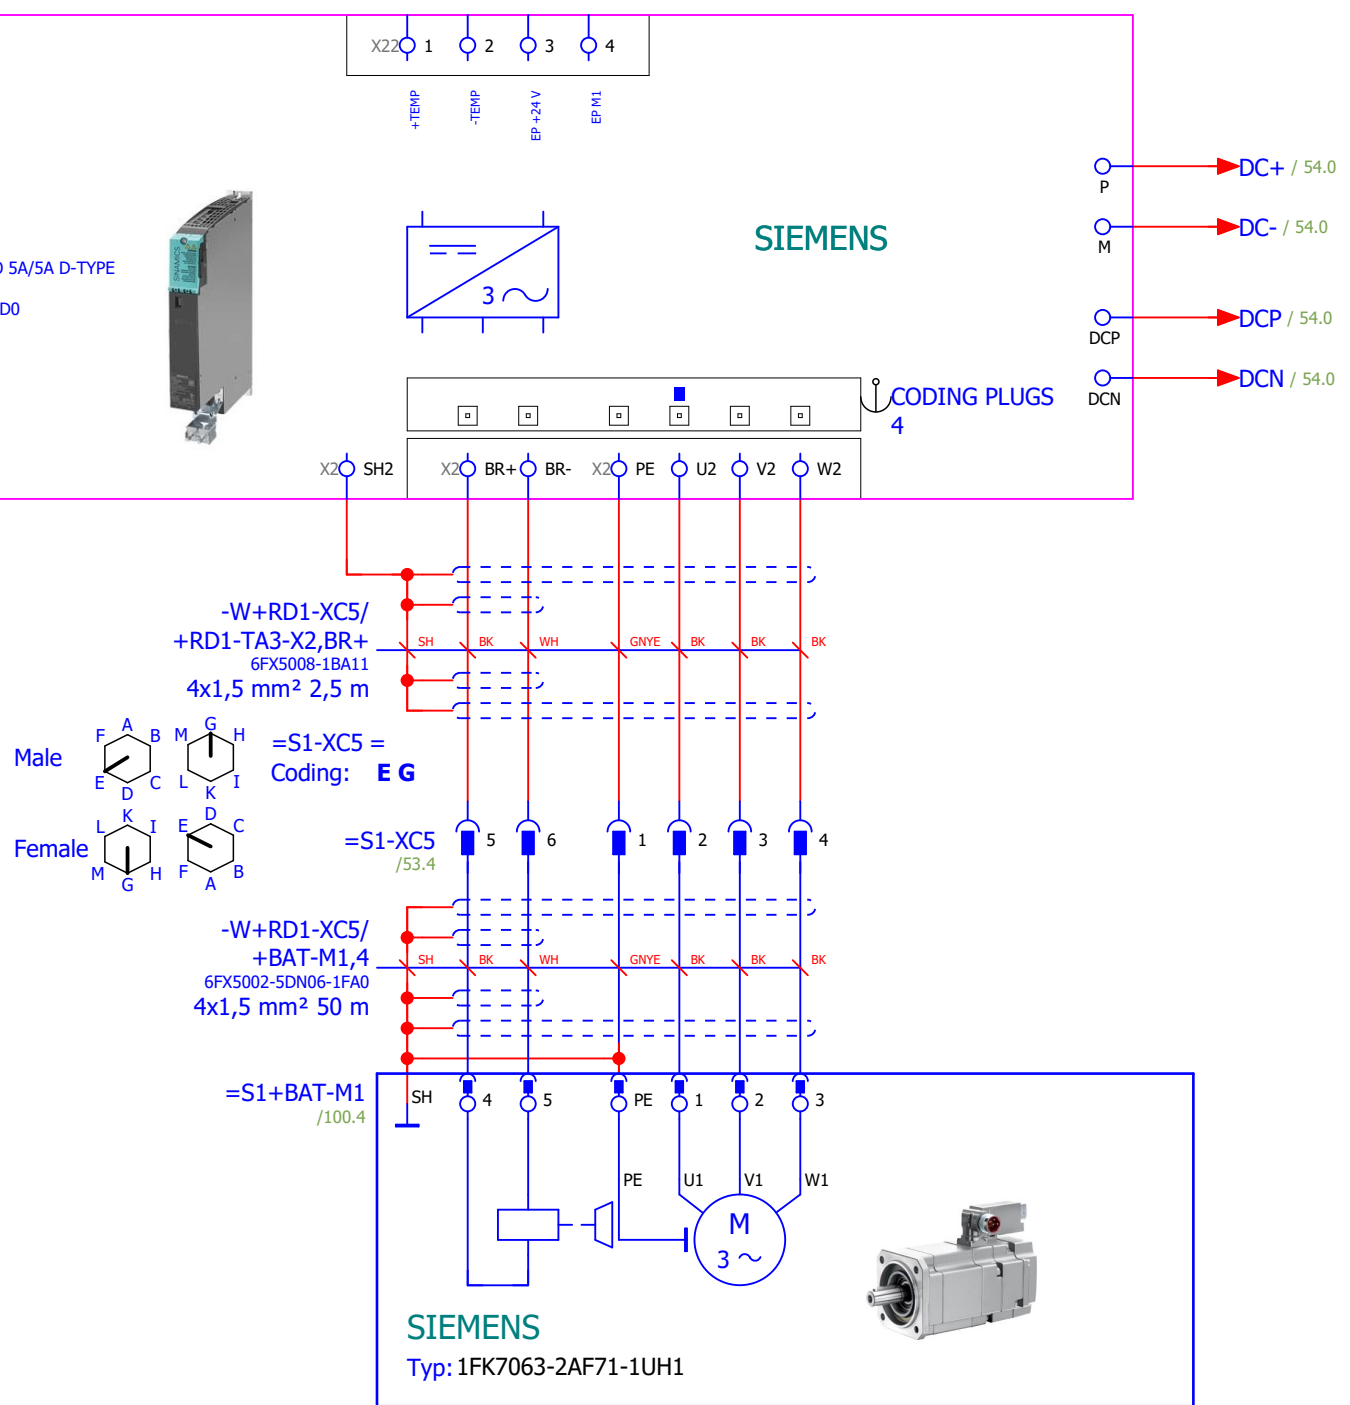 X22 1 2 3 4
+TEMP -TEMP EP +24 V EP M1
P DC+ / 54.0
M DC- / 54.0
DCP DCP / 54.0
DCN DCN / 54.0
SIEMENS
5A/5A D-TYPE
D0
SINAMICS
3
CODING PLUGS
4
X2 SH2 X2 BR+ BR- X2 PE U2 V2 W2
-W+RD1-XC5/
+RD1-TA3-X2,BR+
6FX5008-1BA11
4x1,5 mm² 2,5 m
SH BK WH GNYE BK BK BK
Male
A B C D E F
G H I K L M
=S1-XC5 =
Coding: E G
Female
K I H G M L
D C B A F E
=S1-XC5
/53.4
5 6 1 2 3 4
-W+RD1-XC5/
+BAT-M1,4
6FX5002-5DN06-1FA0
4x1,5 mm² 50 m
SH BK WH GNYE BK BK BK
=S1+BAT-M1
/100.4
SH 4 5 PE 1 2 3
PE U1 V1 W1
M
3 ~
SIEMENS
Typ: 1FK7063-2AF71-1UH1